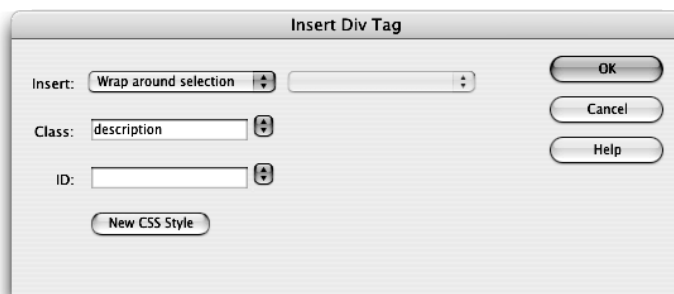 Insert Div Tag
Insert: Wrap around selection
OK
Class: description
Cancel
Help
ID:
New CSS Style